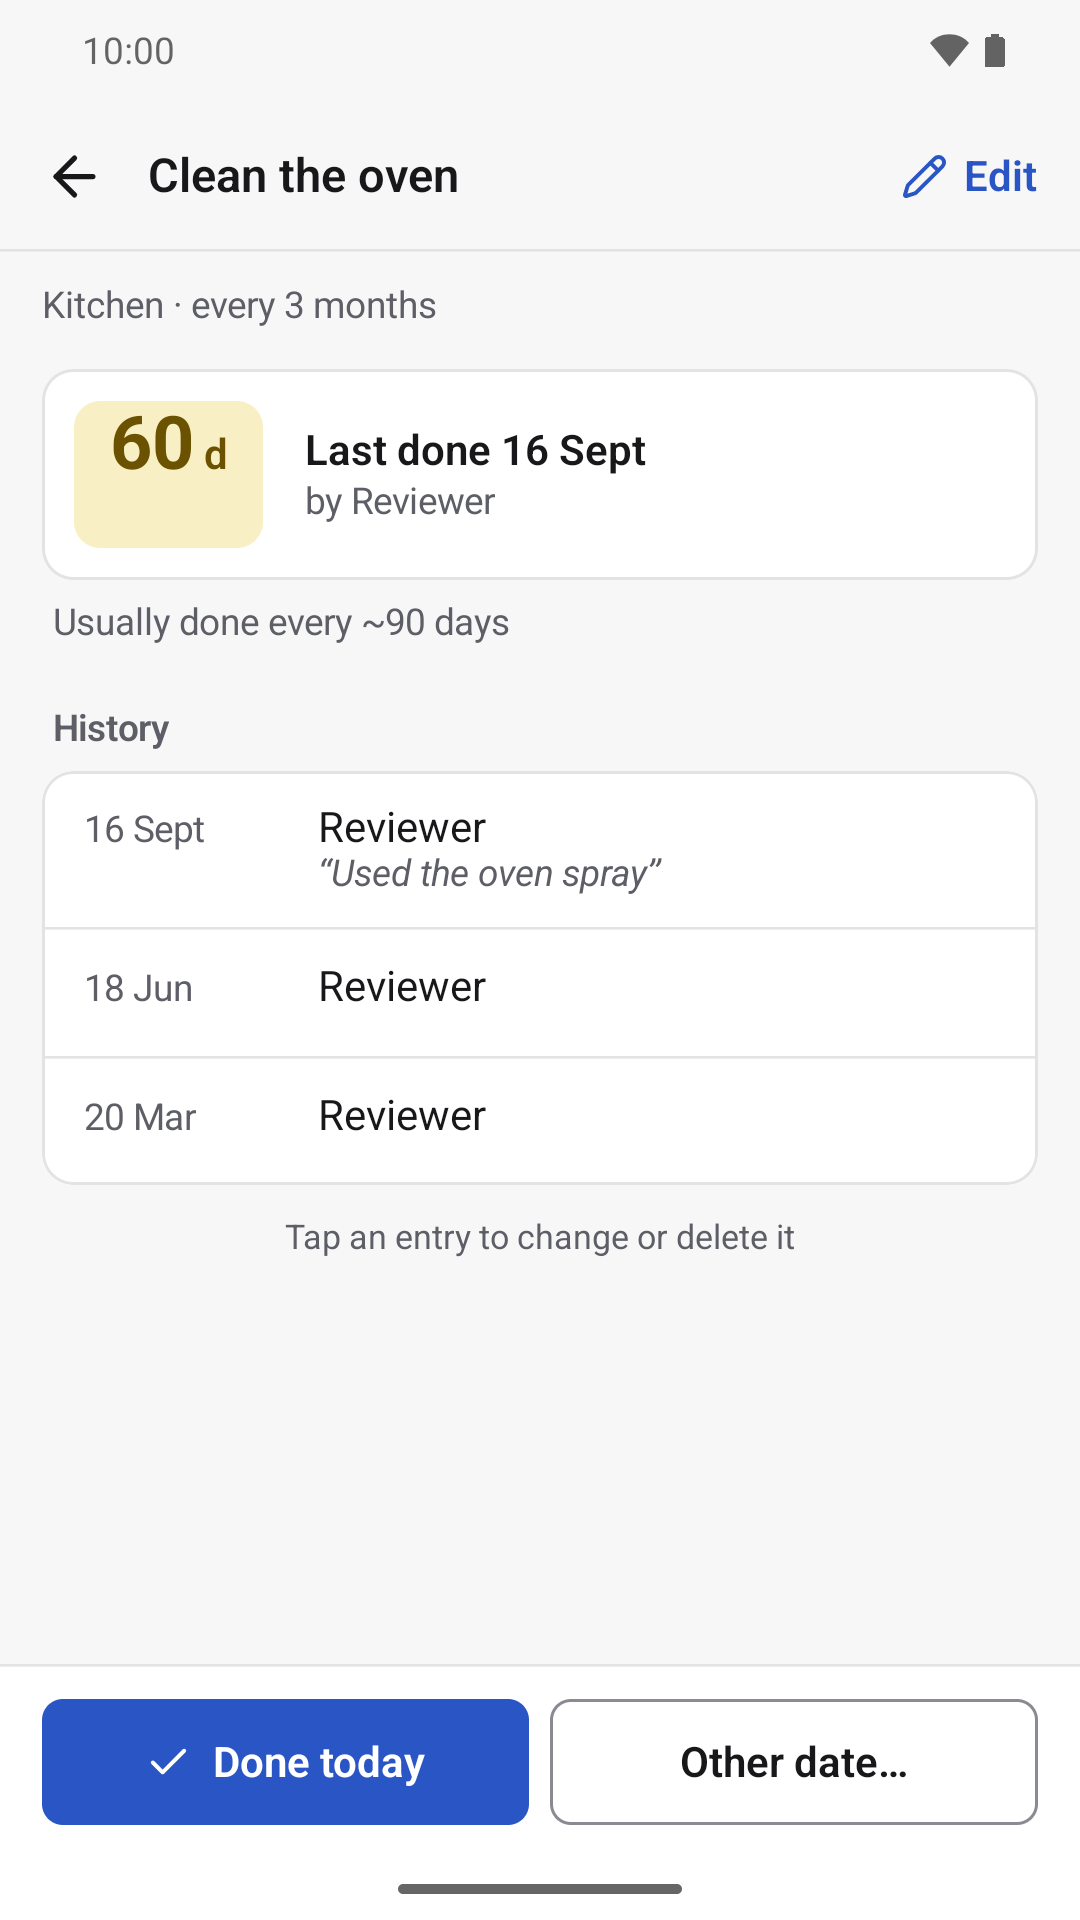 10:00
Clean the oven
Edit
Kitchen · every 3 months
60 d
Last done 16 Sept
by Reviewer
Usually done every ~90 days
History
16 Sept
Reviewer
“Used the oven spray”
18 Jun
Reviewer
20 Mar
Reviewer
Tap an entry to change or delete it
Done today
Other date…